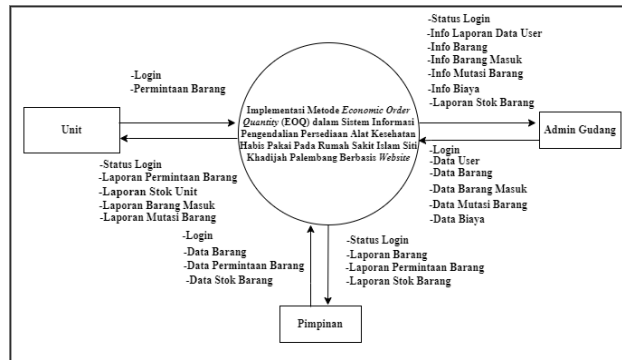 -Status Login
-Info Laporan Data User
-Info Barang
-Info Barang Masuk
-Info Mutasi Barang
-Info Biaya
-Laporan Stok Barang
-Login
-Permintaan Barang
Implementasi Metode Economic Order
Quantity (EOQ) dalam Sistem Informasi
Pengendalian Persediaan Alat Kesehatan
Habis Pakai Pada Rumah Sakit Islam Siti
Khadijah Palembang Berbasis Website
Unit
Admin Gudang
-Status Login
-Laporan Permintaan Barang
-Laporan Stok Unit
-Laporan Barang Masuk
-Laporan Mutasi Barang
-Login
-Data User
-Data Barang
-Data Barang Masuk
-Data Mutasi Barang
-Data Biaya
-Login
-Data Barang
-Data Permintaan Barang
-Data Stok Barang
-Status Login
-Laporan Barang
-Laporan Permintaan Barang
-Laporan Stok Barang
Pimpinan